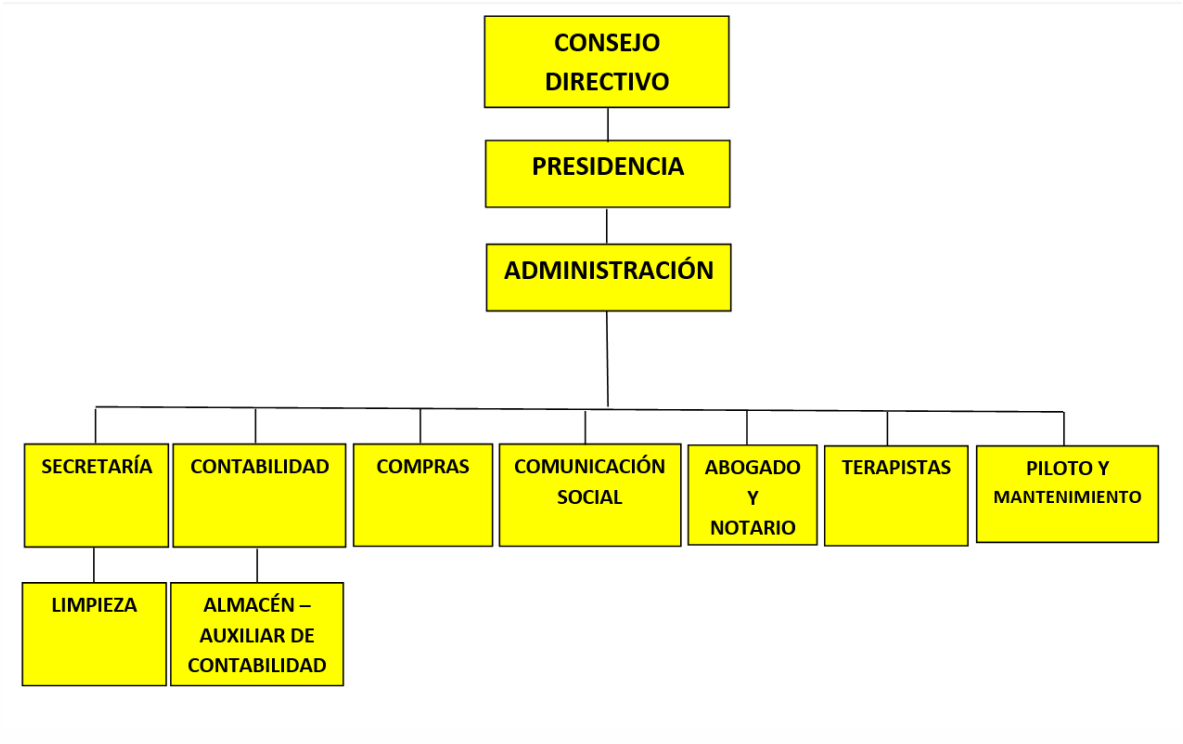 CONSEJO
DIRECTIVO
PRESIDENCIA
ADMINISTRACIÓN
SECRETARÍA
CONTABILIDAD
COMPRAS
COMUNICACIÓN
SOCIAL
ABOGADO
Y
NOTARIO
TERAPISTAS
PILOTO Y
MANTENIMIENTO
LIMPIEZA
ALMACÉN –
AUXILIAR DE
CONTABILIDAD